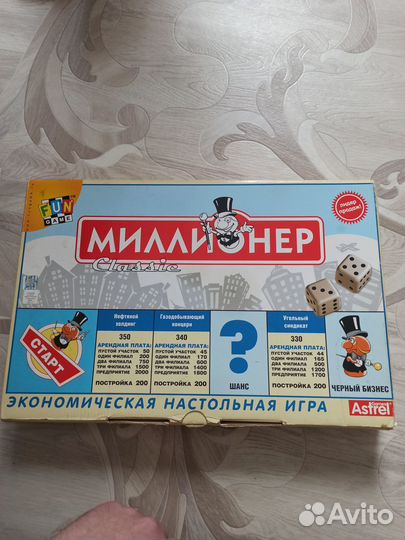 FUN
GAME
лидер
продаж!
МИЛЛИОНЕР
Classic
СТАРТ
Нефтяной
холдинг
350
АРЕНДНАЯ ПЛАТА:
ПУСТОЙ УЧАСТОК 50
ОДИН ФИЛИАЛ 200
ДВА ФИЛИАЛА 750
ТРИ ФИЛИАЛА 1500
ПРЕДПРИЯТИЕ 2000
ПОСТРОЙКА 200
Газодобывающий
концерн
340
АРЕНДНАЯ ПЛАТА:
ПУСТОЙ УЧАСТОК 45
ОДИН ФИЛИАЛ 170
ДВА ФИЛИАЛА 600
ТРИ ФИЛИАЛА 1400
ПРЕДПРИЯТИЕ 1800
ПОСТРОЙКА 200
?
ШАНС
Угольный
синдикат
330
АРЕНДНАЯ ПЛАТА:
ПУСТОЙ УЧАСТОК 44
ОДИН ФИЛИАЛ 165
ДВА ФИЛИАЛА 500
ТРИ ФИЛИАЛА 1200
ПРЕДПРИЯТИЕ 1700
ПОСТРОЙКА 200
ЧЕРНЫЙ БИЗНЕС
ЭКОНОМИЧЕСКАЯ НАСТОЛЬНАЯ ИГРА
Astrel
Avito